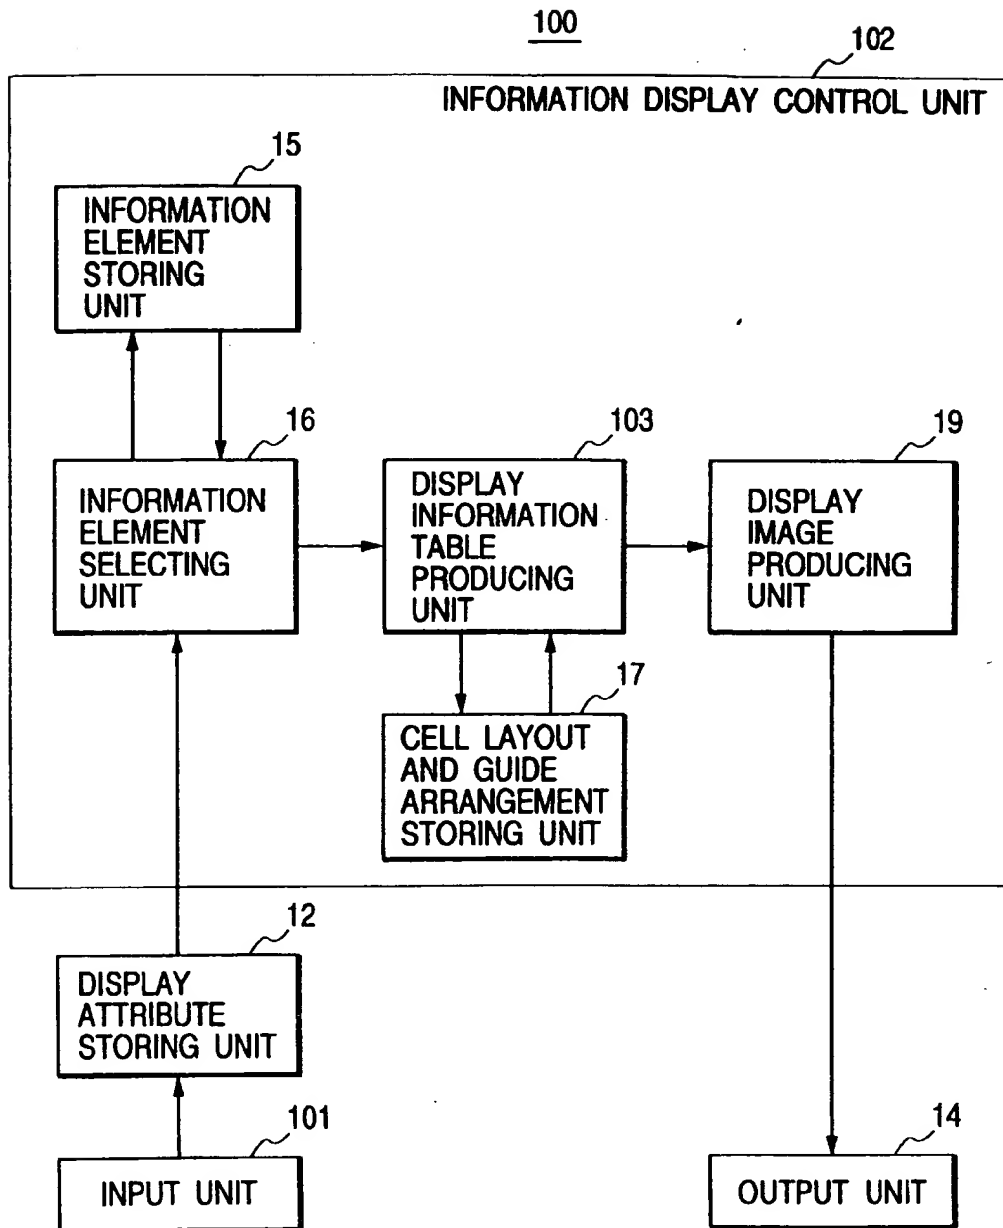 100
102
INFORMATION DISPLAY CONTROL UNIT
15
INFORMATION
ELEMENT
STORING
UNIT
16
INFORMATION
ELEMENT
SELECTING
UNIT
103
DISPLAY
INFORMATION
TABLE
PRODUCING
UNIT
19
DISPLAY
IMAGE
PRODUCING
UNIT
17
CELL LAYOUT
AND GUIDE
ARRANGEMENT
STORING UNIT
12
DISPLAY
ATTRIBUTE
STORING UNIT
101
INPUT UNIT
14
OUTPUT UNIT